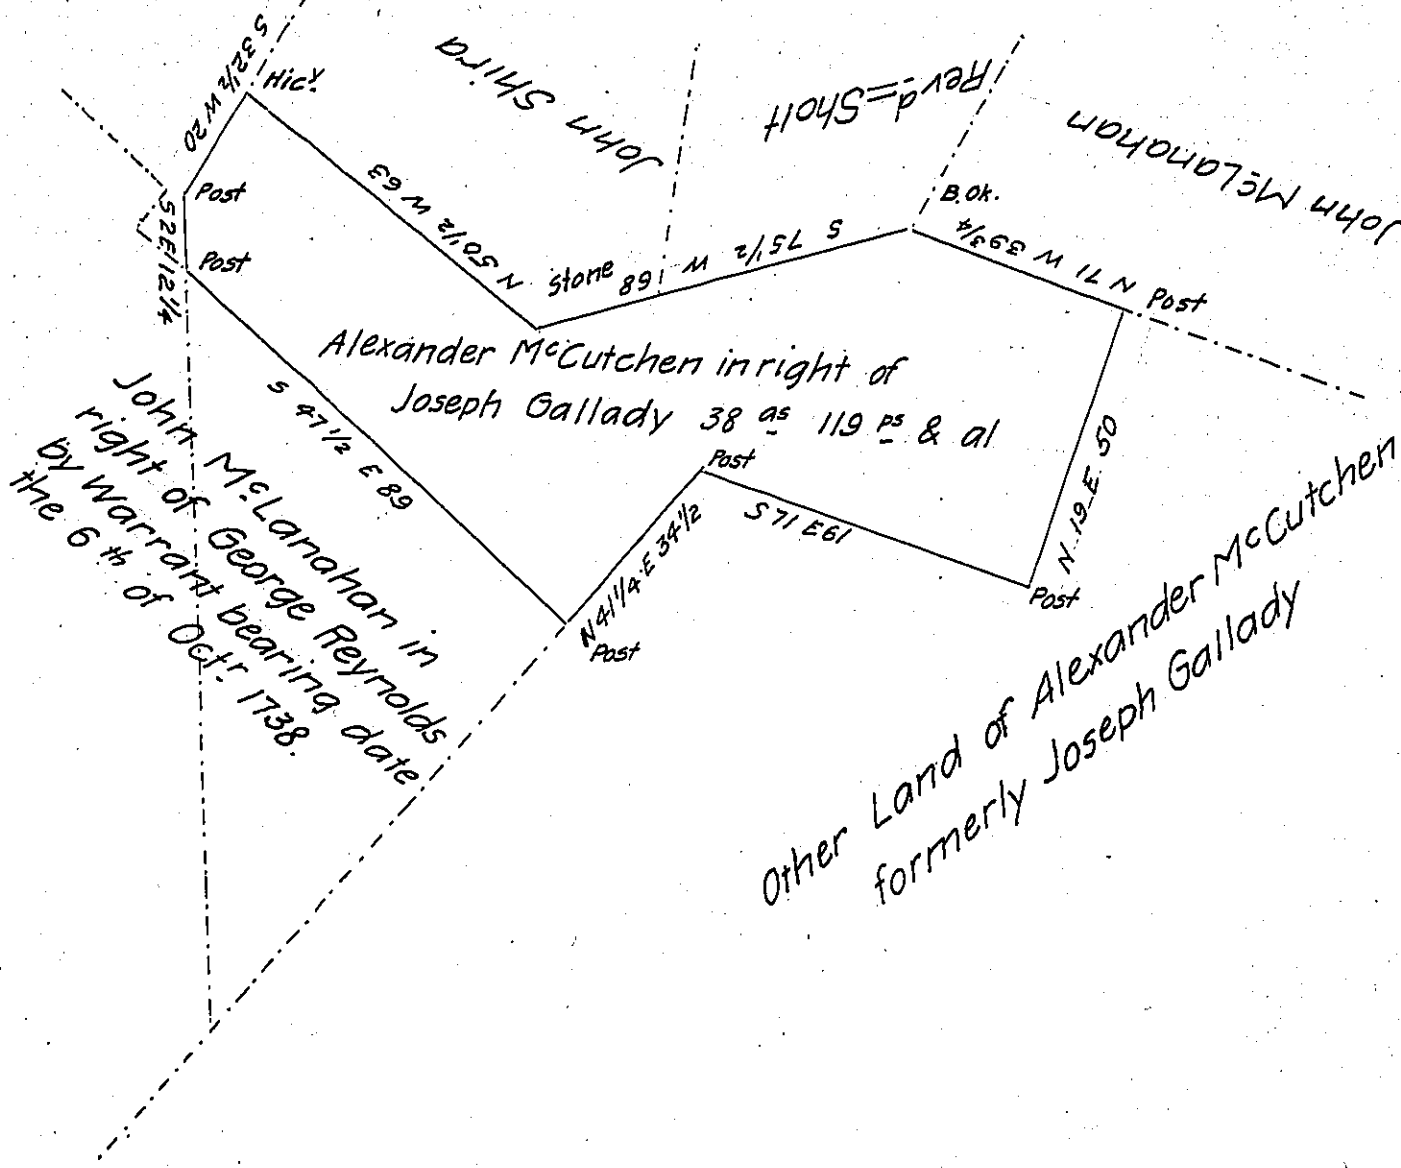 S 32½ W 20
Hicʸ
John Shira
Revᵈ = Sholt
John McLanahan
Post
S2E 12¼
Post
N 50½ W 63
Stone
S 75½ W 68
B.Ok.
N 71 W 39¾
Post
Alexander McCutchen in right of
Joseph Gallady 38 as 119 ps & al
S 47½ E 89
Post
N 41¼ E 34½
Post
S 71 E 61
Post
N. 19 E. 50
John McLanahan in
right of George Reynolds
by Warrant bearing date
the 6th of Octr. 1738.
Other Land of Alexander McCutchen
formerly Joseph Gallady